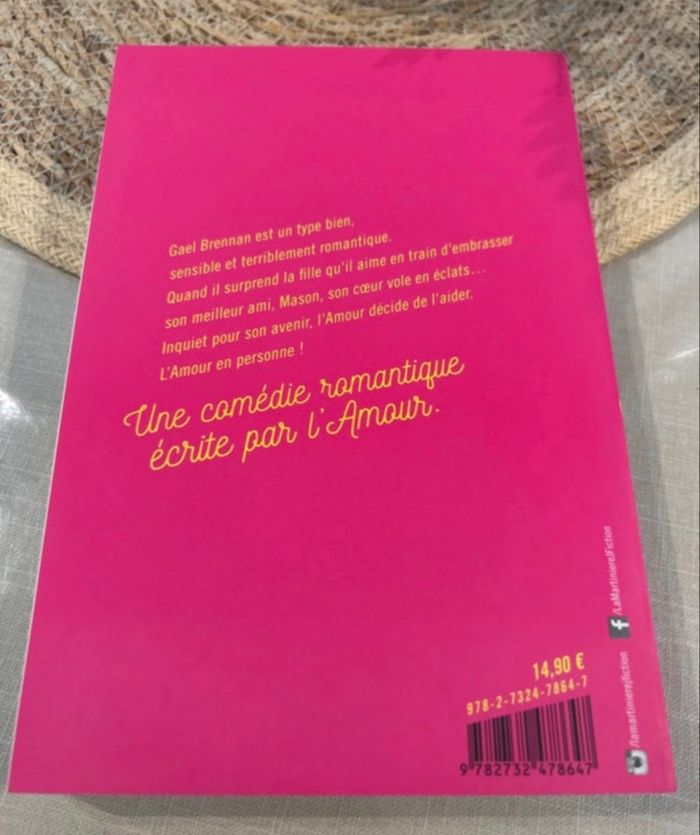 Gael Brennan est un type bien,
sensible et terriblement romantique.
Quand il surprend la fille qu'il aime en train d'embrasser
son meilleur ami, Mason, son cœur vole en éclats...
Inquiet pour son avenir, l'Amour décide de l'aider.
L'Amour en personne !
Une comédie romantique
écrite par l'Amour.
/LaMartiniereJFiction
/lamartinierejfiction
14,90 €
978-2-7324-7864-7
9 782732 478647